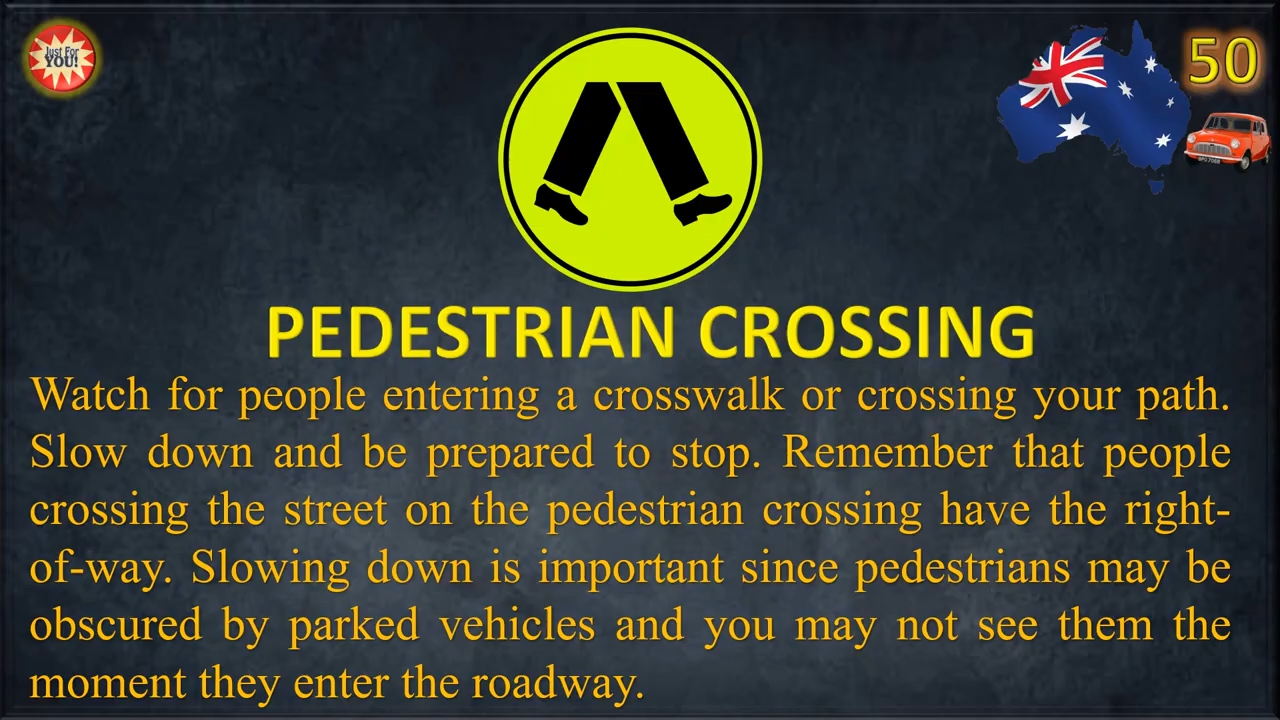 Just For
YOU!
50
PEDESTRIAN CROSSING
Watch for people entering a crosswalk or crossing your path.
Slow down and be prepared to stop. Remember that people
crossing the street on the pedestrian crossing have the right-
of-way. Slowing down is important since pedestrians may be
obscured by parked vehicles and you may not see them the
moment they enter the roadway.